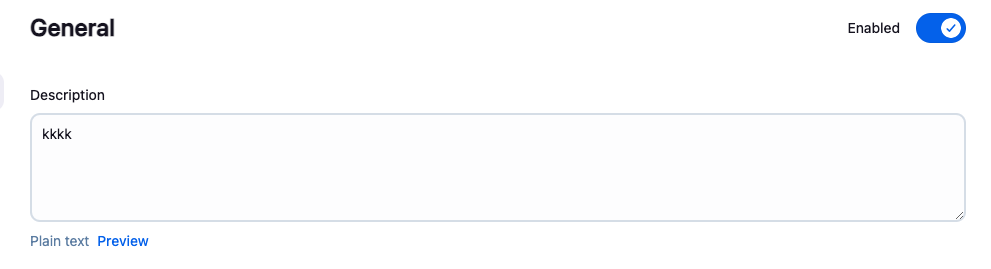 General
Enabled
Description
kkkk
Plain text Preview